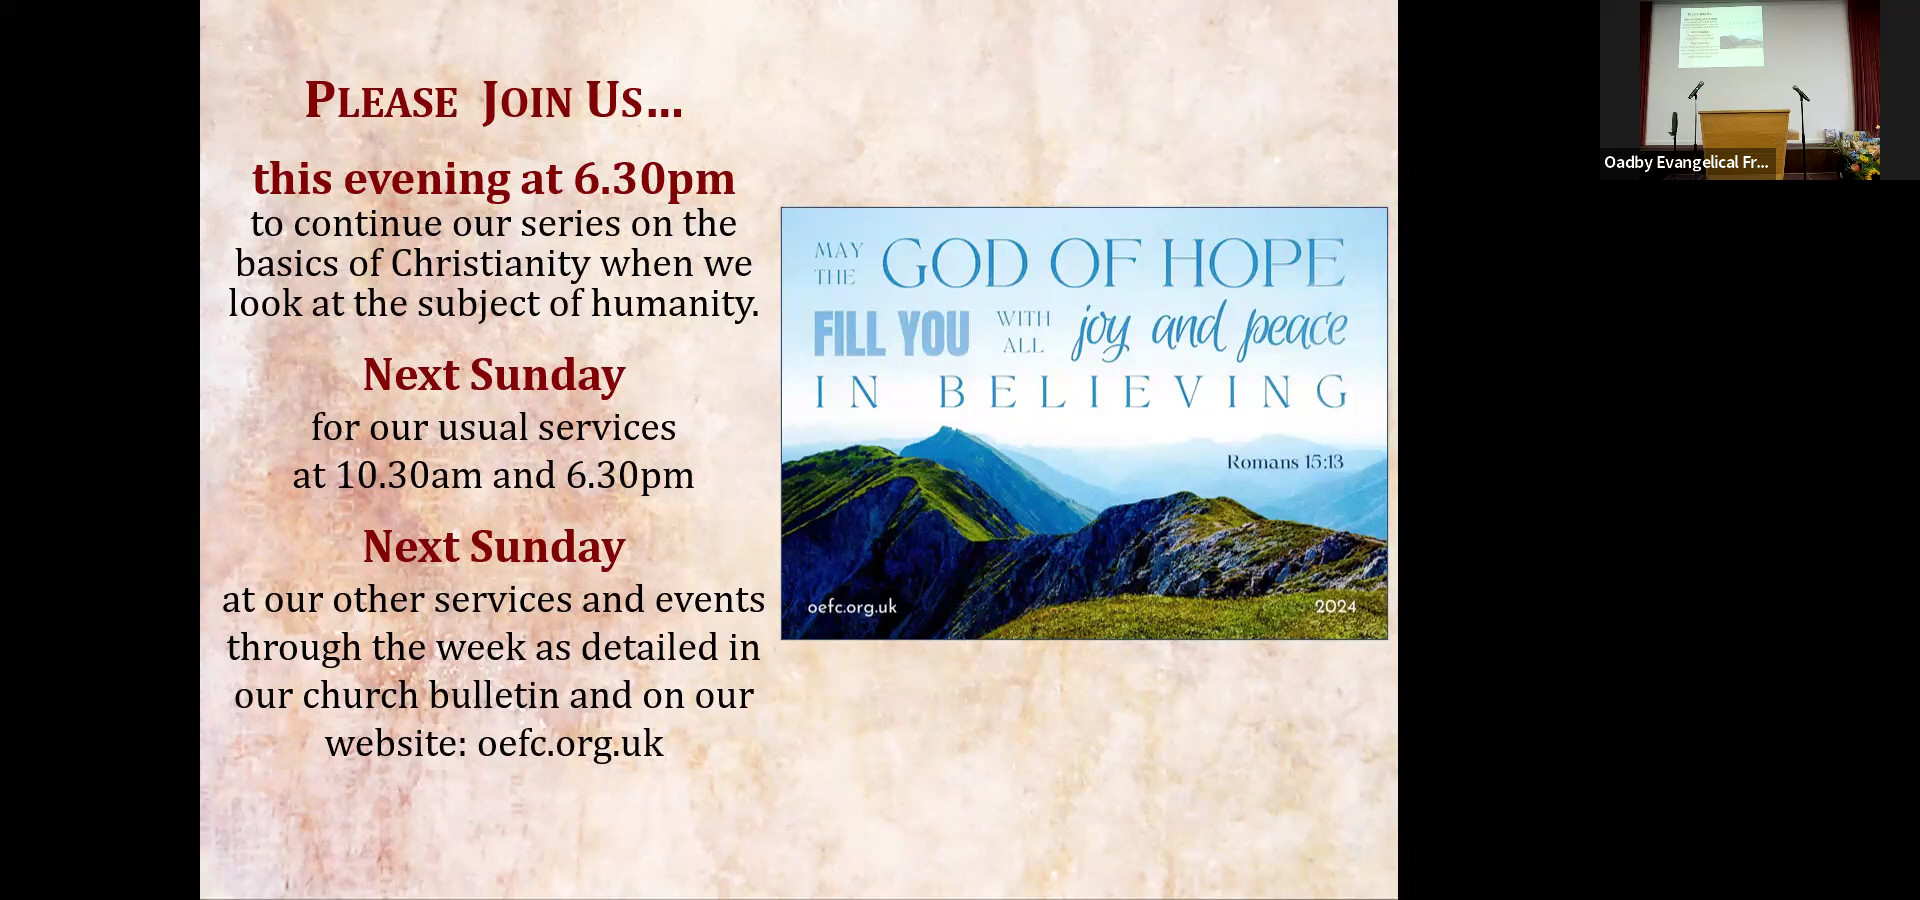 PLEASE JOIN US...
this evening at 6.30pm
to continue our series on the
basics of Christianity when we
look at the subject of humanity.
Next Sunday
for our usual services
at 10.30am and 6.30pm
Next Sunday
at our other services and events
through the week as detailed in
our church bulletin and on our
website: oefc.org.uk
MAY THE GOD OF HOPE
FILL YOU WITH ALL joy and peace
IN BELIEVING
Romans 15:13
oefc.org.uk
2024
Oadby Evangelical Fr...